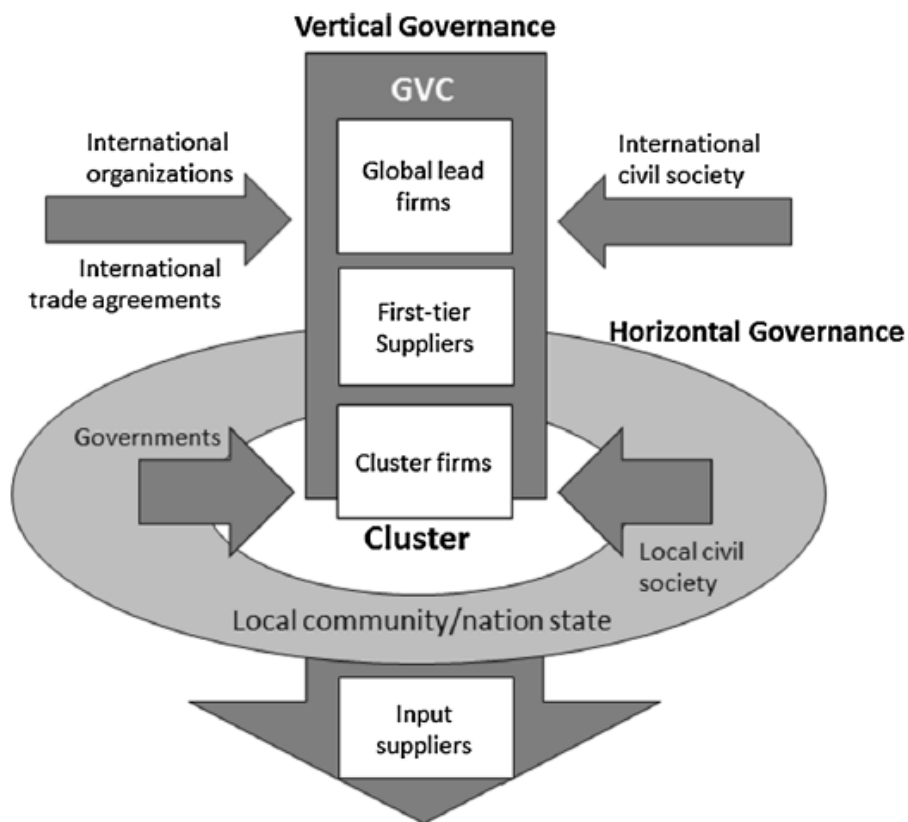 Vertical Governance
GVC
International
organizations
Global lead
firms
International
civil society
International
trade agreements
First-tier
Suppliers
Horizontal Governance
Governments
Cluster firms
Cluster
Local civil
society
Local community/nation state
Input
suppliers